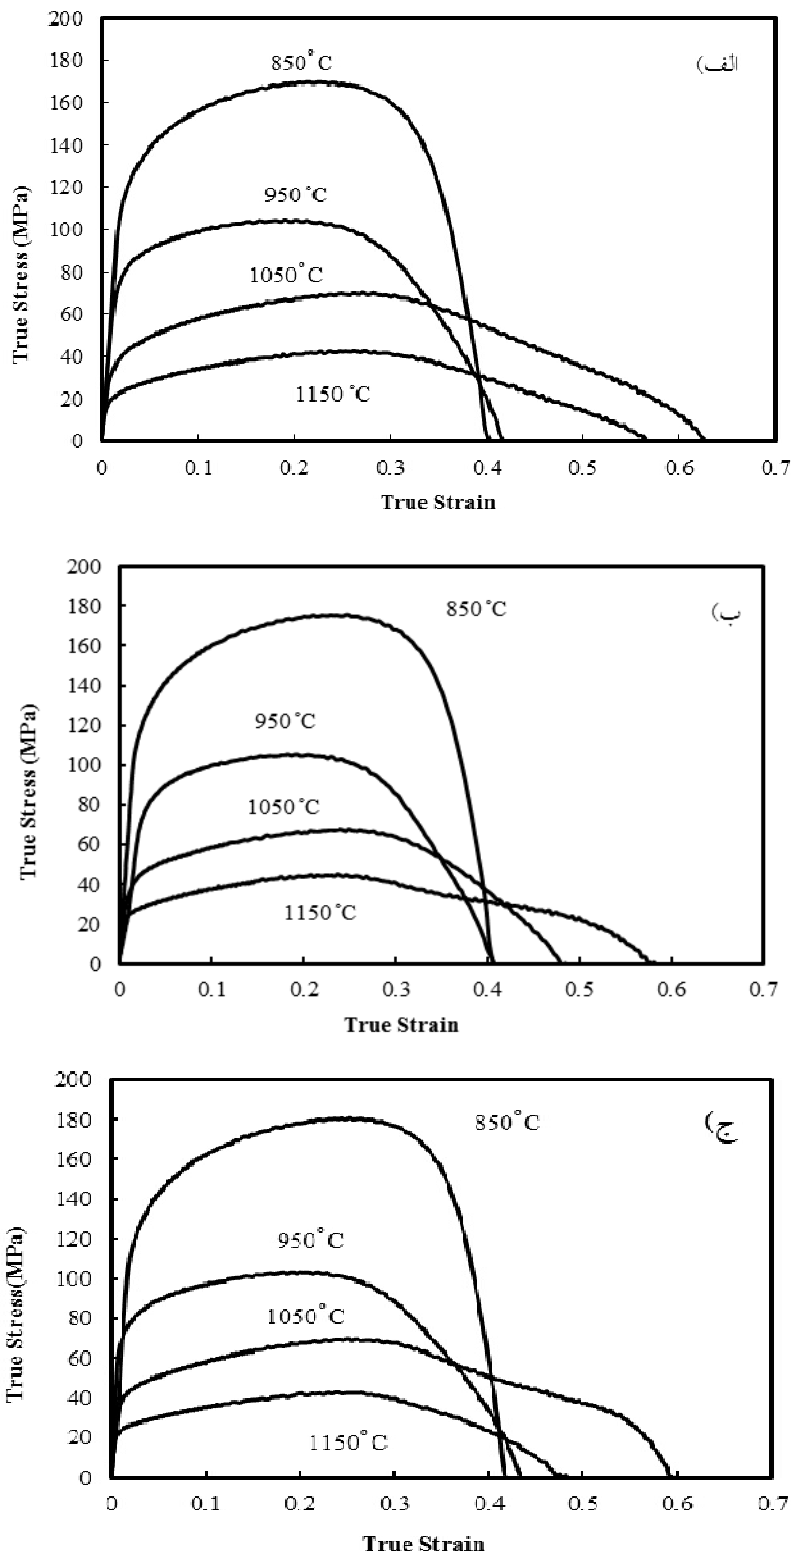 200
180
160
140
120
100
80
60
40
20
0
True Stress (MPa)
850°C
الف)
950°C
1050°C
1150°C
0 0.1 0.2 0.3 0.4 0.5 0.6 0.7
True Strain
200
180
160
140
120
100
80
60
40
20
0
True Stress (MPa)
850°C
ب)
950°C
1050°C
1150°C
0 0.1 0.2 0.3 0.4 0.5 0.6 0.7
True Strain
200
180
160
140
120
100
80
60
40
20
0
True Stress(MPa)
850°C
ج)
950°C
1050°C
1150°C
0 0.1 0.2 0.3 0.4 0.5 0.6 0.7
True Strain